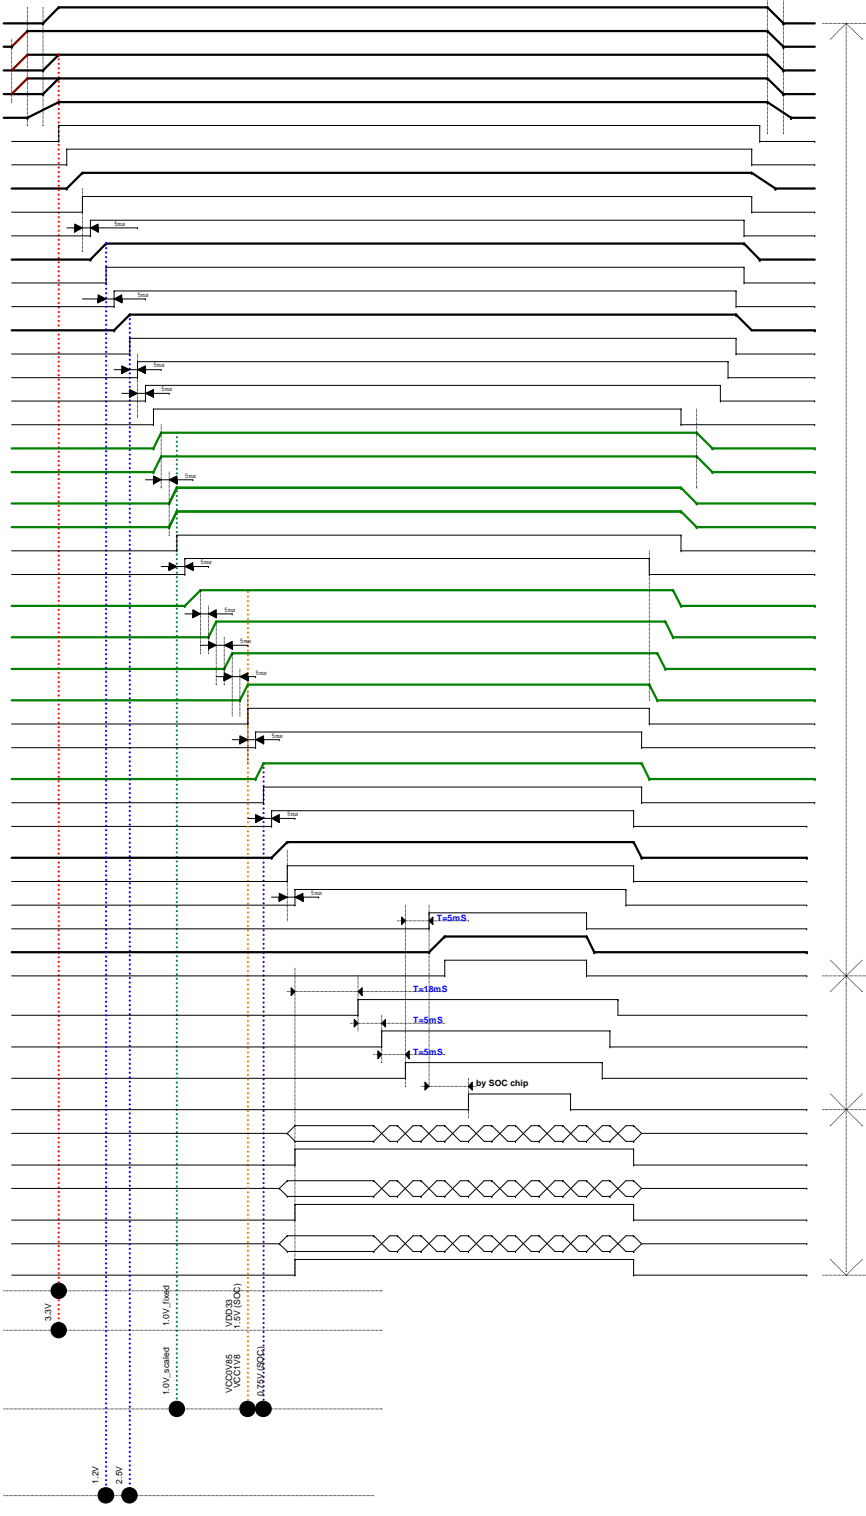 5ms
5ms
5ms
5ms
5ms
5ms
5ms
5ms
5ms
5ms
5ms
5ms
T=5mS.
T=18mS
T=5mS
T=5mS.
by SOC chip
3.3V
1.0V_fixed
VDD33
1.5V (SOC)
1.0V_scaled
VCC0V85
VCC1V8
0.75V (SOC)
1.2V
2.5V